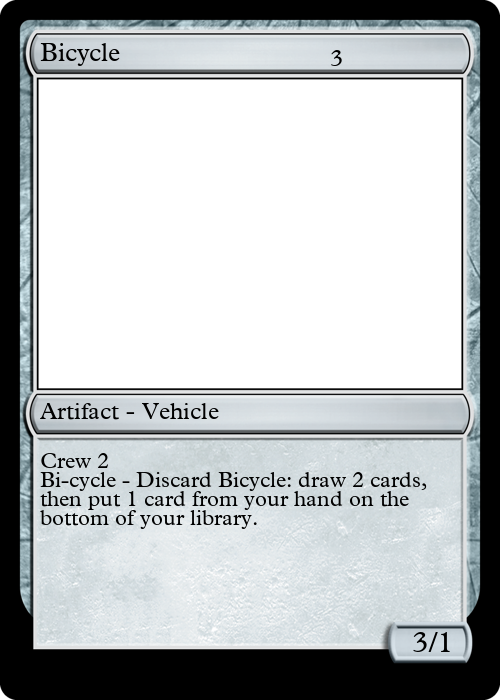 Bicycle 3
Artifact - Vehicle
Crew 2
Bi-cycle - Discard Bicycle: draw 2 cards,
then put 1 card from your hand on the
bottom of your library.
3/1